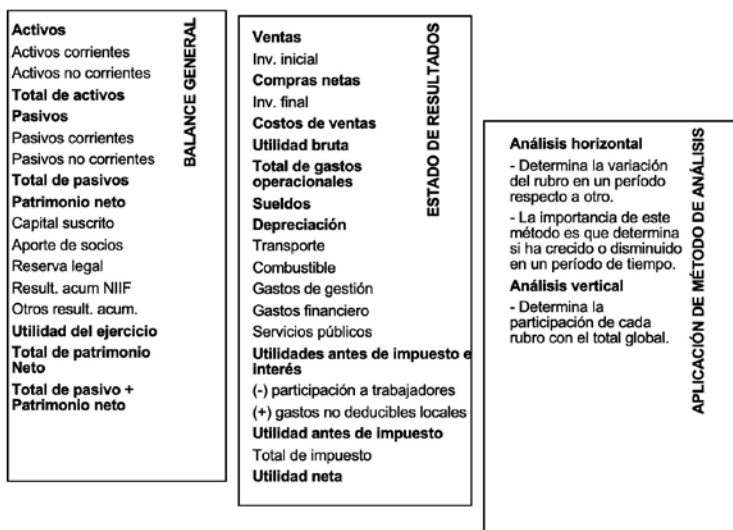 Activos
Activos corrientes
Activos no corrientes
Total de activos
Pasivos
Pasivos corrientes
Pasivos no corrientes
Total de pasivos
Patrimonio neto
Capital suscrito
Aporte de socios
Reserva legal
Result. acum NIIF
Otros result. acum.
Utilidad del ejercicio
Total de patrimonio
Neto
Total de pasivo +
Patrimonio neto
BALANCE GENERAL
Ventas
Inv. inicial
Compras netas
Inv. final
Costos de ventas
Utilidad bruta
Total de gastos
operacionales
Sueldos
Depreciación
Transporte
Combustible
Gastos de gestión
Gastos financiero
Servicios públicos
Utilidades antes de impuesto e
interés
(-) participación a trabajadores
(+) gastos no deducibles locales
Utilidad antes de impuesto
Total de impuesto
Utilidad neta
ESTADO DE RESULTADOS
Análisis horizontal
- Determina la variación
del rubro en un período
respecto a otro.
- La importancia de este
método es que determina
si ha crecido o disminuido
en un período de tiempo.
Análisis vertical
- Determina la
participación de cada
rubro con el total global.
APLICACIÓN DE MÉTODO DE ANÁLISIS